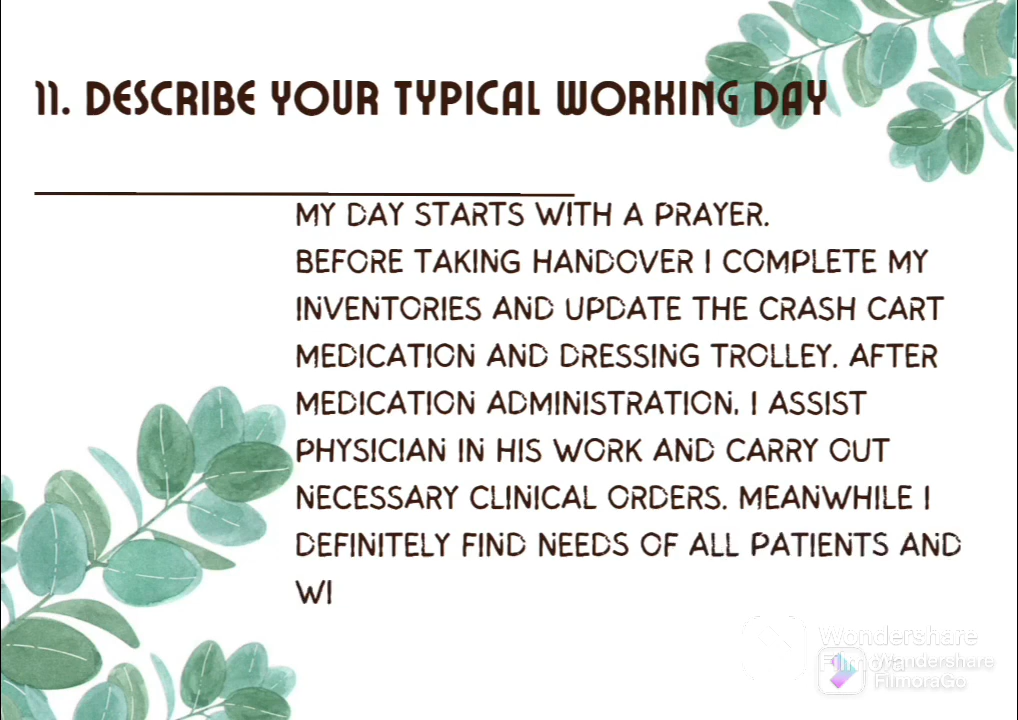 11. DESCRIBE YOUR TYPICAL WORKING DAY
MY DAY STARTS WITH A PRAYER.
BEFORE TAKING HANDOVER I COMPLETE MY
INVENTORIES AND UPDATE THE CRASH CART
MEDICATION AND DRESSING TROLLEY. AFTER
MEDICATION ADMINISTRATION, I ASSIST
PHYSICIAN IN HIS WORK AND CARRY OUT
NECESSARY CLINICAL ORDERS. MEANWHILE I
DEFINITELY FIND NEEDS OF ALL PATIENTS AND
WI
Wondershare
Filmora
Wondershare
FilmoraGo